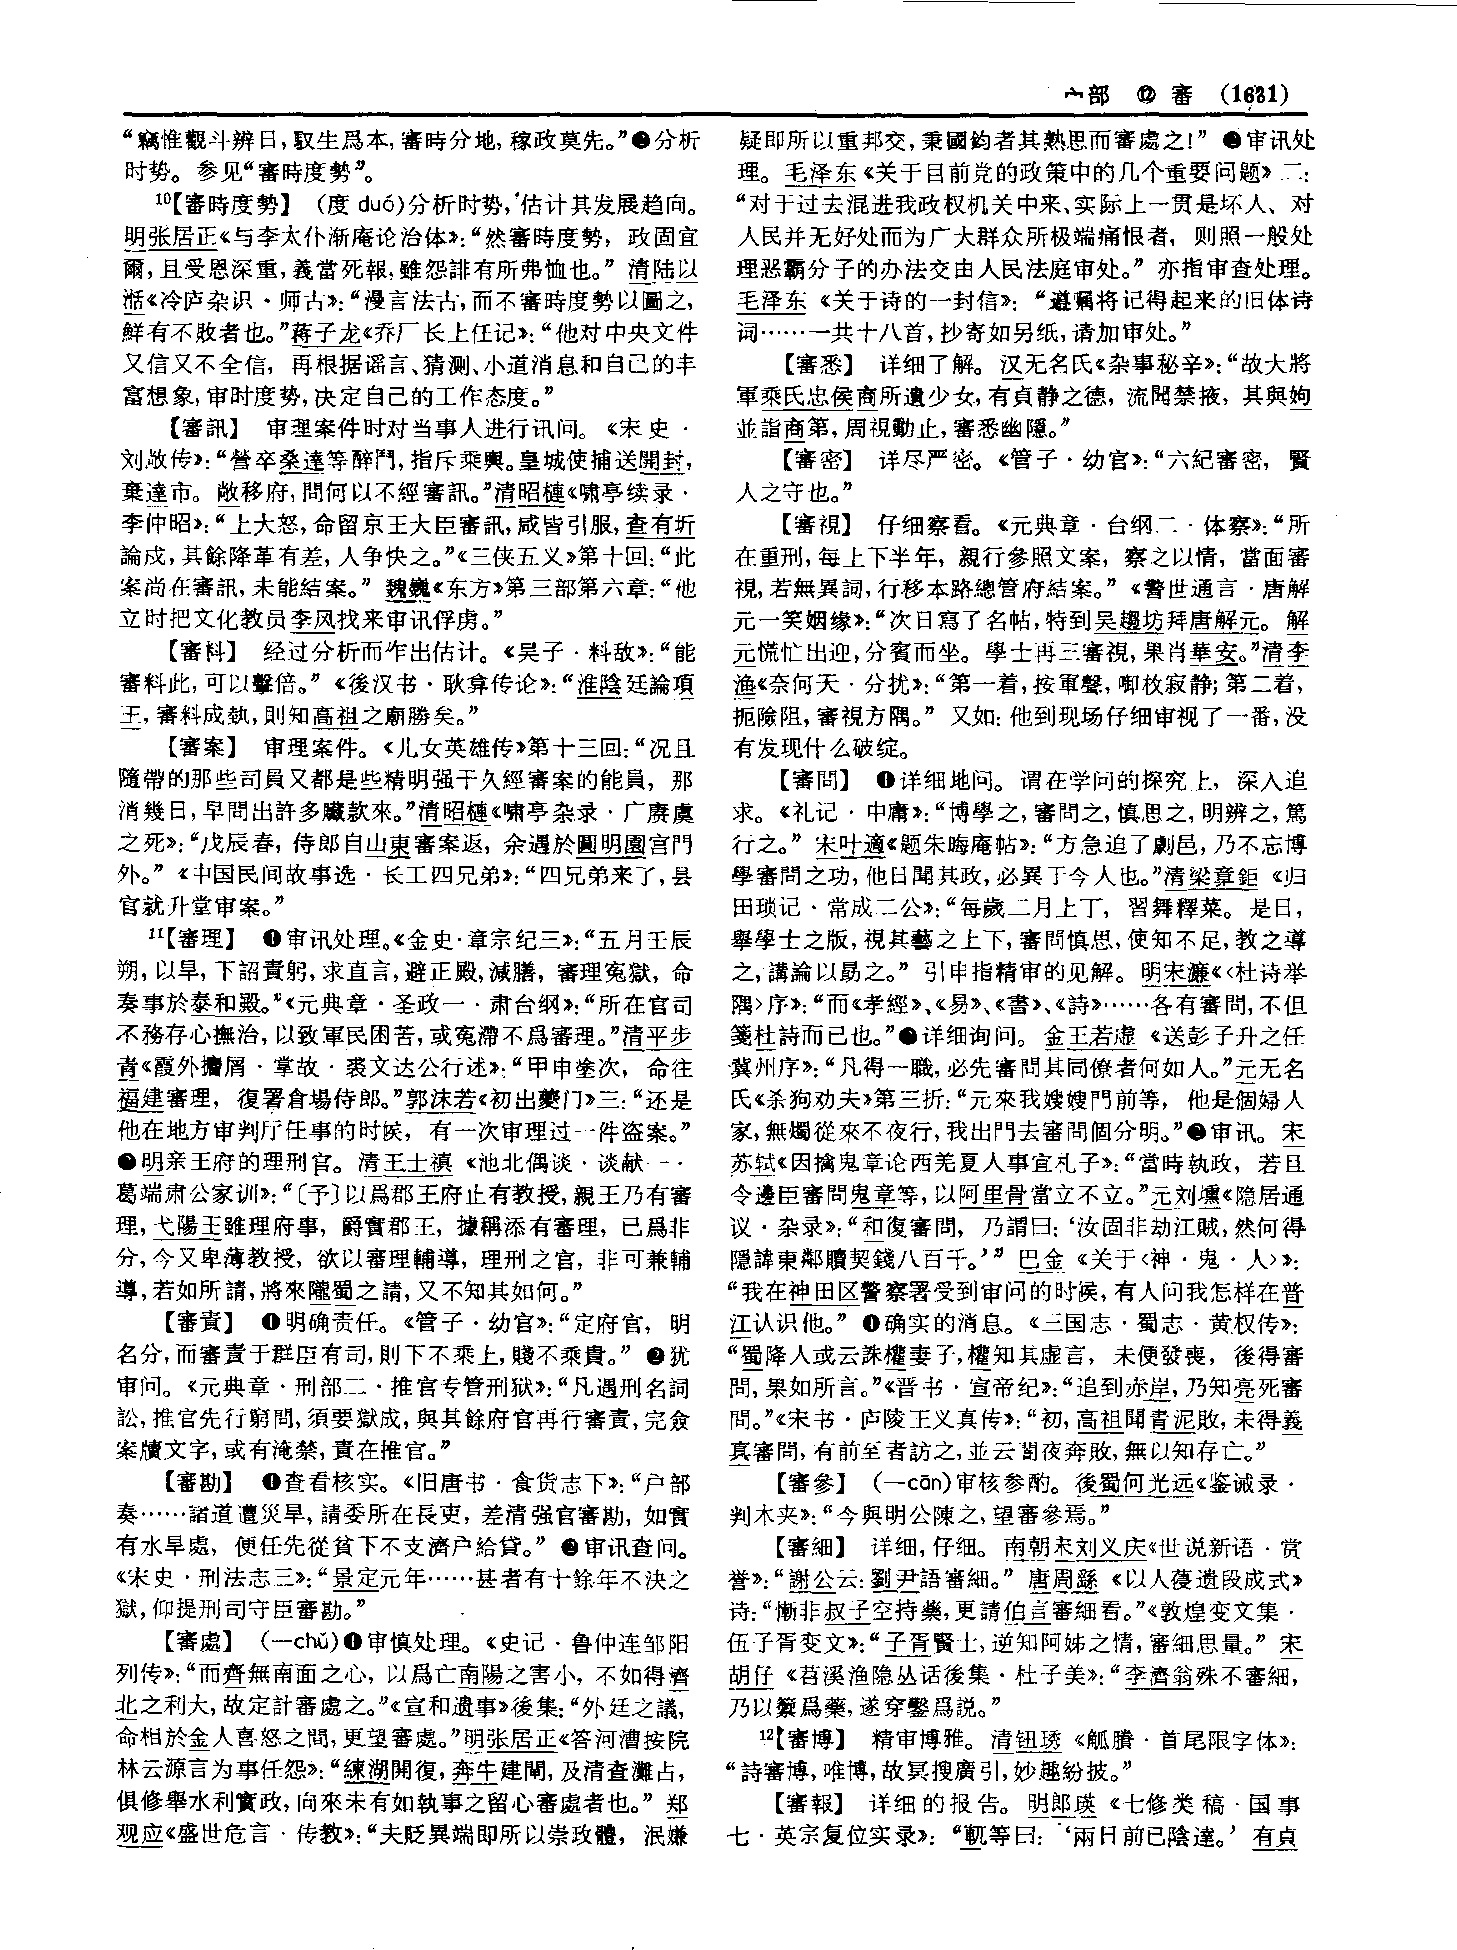 宀部 ⑫ 審 (1631)
“竊惟觀斗辨日,馭生爲本,審時分地,稼政莫先。”❷分析
时势。参见“審時度勢”。
10【審時度勢】 (度 duó)分析时势,估计其发展趋向。
明张居正《与李太仆渐庵论治体》:“然審時度勢，政固宜
爾,且受恩深重,義當死報,雖怨誹有所弗恤也。” 清陆以
湉《冷庐杂识·师古》:“漫言法古,而不審時度勢以圖之,
鮮有不敗者也。”蒋子龙《乔厂长上任记》:“他对中央文件
又信又不全信，再根据谣言、猜测、小道消息和自己的丰
富想象,审时度势,决定自己的工作态度。”
【審訊】 审理案件时对当事人进行讯问。《宋史·
刘敞传》:“營卒桑達等醉鬥,指斥乘輿。皇城使捕送開封,
棄達市。敞移府,問何以不經審訊。”清昭槤《啸亭续录·
李仲昭》:“上大怒,命留京王大臣審訊,咸皆引服,查有圻
論戍,其餘降革有差,人争快之。”《三侠五义》第十回:“此
案尚在審訊,未能結案。” 魏巍《东方》第三部第六章:“他
立时把文化教员李风找来审讯俘虏。”
【審料】 经过分析而作出估计。《吴子·料敌》:“能
審料此,可以擊倍。” 《後汉书·耿弇传论》:“淮陰廷論項
王,審料成埶,則知高祖之廟勝矣。”
【審案】 审理案件。《儿女英雄传》第十三回:“况且
隨帶的那些司員又都是些精明强干久經審案的能員，那
消幾日,早問出許多贜款來。”清昭槤《啸亭杂录·广赓虞
之死》:“戊辰春，侍郎自山東審案返，余遇於圓明園宫門
外。” 《中国民间故事选·长工四兄弟》:“四兄弟来了,县
官就升堂审案。”
11【審理】 ❶审讯处理。《金史·章宗纪三》:“五月壬辰
朔,以旱,下詔責躬,求直言,避正殿,減膳，審理寃獄，命
奏事於泰和殿。”《元典章·圣政一·肃台纲》:“所在官司
不務存心撫治,以致軍民困苦,或寃滯不爲審理。”清平步
青《霞外攟屑·掌故·裘文达公行述》:“甲申塗次，命往
福建審理，復署倉場侍郎。”郭沫若《初出夔门》三:“还是
他在地方审判厅任事的时候，有一次审理过一件盗案。”
❷明亲王府的理刑官。清王士禛《池北偶谈·谈献一·
葛端肃公家训》:“〔予〕以爲郡王府止有教授,親王乃有審
理,弋陽王雖理府事，爵實郡王，據稱添有審理，已爲非
分,今又卑薄教授，欲以審理輔導，理刑之官，非可兼輔
導,若如所請,將來隴蜀之請,又不知其如何。”
【審責】 ❶明确责任。《管子·幼官》:“定府官，明
名分,而審責于群臣有司,則下不乘上,賤不乘貴。” ❷犹
审问。《元典章·刑部二·推官专管刑狱》:“凡遇刑名詞
訟,推官先行窮問,須要獄成,與其餘府官再行審責,完僉
案牘文字,或有淹禁,責在推官。”
【審勘】 ❶查看核实。《旧唐书·食货志下》:“户部
奏……諸道遭災旱,請委所在長吏，差清强官審勘，如實
有水旱處，便任先從貧下不支濟户給貸。” ❷审讯查问。
《宋史·刑法志三》:“景定元年……甚者有十餘年不決之
獄,仰提刑司守臣審勘。”
【審處】 (—chǔ)❶审慎处理。《史记·鲁仲连邹阳
列传》:“而齊無南面之心，以爲亡南陽之害小，不如得濟
北之利大,故定計審處之。”《宣和遗事》後集:“外廷之議,
命相於金人喜怒之間,更望審處。”明张居正《答河漕按院
林云源言为事任怨》:“練湖開復,奔牛建閘,及清查灘占,
俱修舉水利實政,向來未有如執事之留心審處者也。” 郑
观应《盛世危言·传教》:“夫貶異端即所以崇政體，泯嫌
疑即所以重邦交,秉國鈞者其熟思而審處之!” ❷审讯处
理。毛泽东《关于目前党的政策中的几个重要问题》二:
“对于过去混进我政权机关中来、实际上一贯是坏人、对
人民并无好处而为广大群众所极端痛恨者，则照一般处
理恶霸分子的办法交由人民法庭审处。” 亦指审查处理。
毛泽东《关于诗的一封信》: “遵嘱将记得起来的旧体诗
词……一共十八首,抄寄如另纸,请加审处。”
【審悉】 详细了解。汉无名氏《杂事秘辛》:“故大將
軍乘氏忠侯商所遺少女,有貞静之德，流聞禁掖，其與姁
並詣商第,周視動止,審悉幽隱。”
【審密】 详尽严密。《管子·幼官》:“六紀審密，賢
人之守也。”
【審視】 仔细察看。《元典章·台纲二·体察》:“所
在重刑,每上下半年，親行參照文案，察之以情，當面審
視,若無異詞,行移本路總管府結案。” 《警世通言·唐解
元一笑姻缘》:“次日寫了名帖,特到吴趨坊拜唐解元。解
元慌忙出迎,分賓而坐。學士再三審視,果肖華安。”清李
渔《奈何天·分扰》:“第一着,按軍聲,啣枚寂静;第二着,
扼險阻,審視方隅。” 又如:他到现场仔细审视了一番,没
有发现什么破绽。
【審問】 ❶详细地问。谓在学问的探究上，深入追
求。《礼记·中庸》:“博學之,審問之,慎思之,明辨之,篤
行之。” 宋叶適《题朱晦庵帖》:“方急迫了劇邑,乃不忘博
學審問之功,他日聞其政,必異于今人也。”清梁章鉅《归
田琐记·常成二公》:“每歲二月上丁，習舞釋菜。是日,
舉學士之版,視其藝之上下,審問慎思,使知不足,教之導
之,講論以勗之。” 引申指精审的见解。明宋濂《〈杜诗举
隅〉序》:“而《孝經》、《易》、《書》、《詩》……各有審問,不但
箋杜詩而已也。”❷详细询问。金王若虚《送彭子升之任
冀州序》:“凡得一職,必先審問其同僚者何如人。”元无名
氏《杀狗劝夫》第三折:“元來我嫂嫂門前等，他是個婦人
家,無燭從來不夜行,我出門去審問個分明。”❸审讯。宋
苏轼《因擒鬼章论西羌夏人事宜札子》:“當時執政，若且
令邊臣審問鬼章等,以阿里骨當立不立。”元刘壎《隐居通
议·杂录》:“和復審問，乃謂曰:‘汝固非劫江賊,然何得
隱諱東鄰贖契錢八百千。’” 巴金《关于〈神·鬼·人〉》:
“我在神田区警察署受到审问的时候,有人问我怎样在普
江认识他。” ❹确实的消息。《三国志·蜀志·黄权传》:
“蜀降人或云誅權妻子,權知其虚言，未便發喪，後得審
問,果如所言。”《晋书·宣帝纪》:“追到赤岸,乃知亮死審
問。”《宋书·庐陵王义真传》:“初,高祖聞青泥敗,未得義
真審問,有前至者訪之,並云闇夜奔敗,無以知存亡。”
【審參】 (—cān)审核参酌。後蜀何光远《鉴诫录·
判木夹》:“今與明公陳之,望審參焉。”
【審細】 详细,仔细。南朝宋刘义庆《世说新语·赏
誉》:“謝公云:劉尹語審細。” 唐周繇《以人葠遗段成式》
诗:“慚非叔子空持藥,更請伯言審細看。”《敦煌变文集·
伍子胥变文》:“子胥賢士,逆知阿姊之情,審細思量。” 宋
胡仔《苕溪渔隐丛话後集·杜子美》:“李濟翁殊不審細,
乃以籞爲藥,遂穿鑿爲説。”
12【審博】 精审博雅。清钮琇《觚賸·首尾限字体》:
“詩審博,唯博,故冥搜廣引,妙趣紛披。”
【審報】 详细的报告。明郎瑛《七修类稿·国事
七·英宗复位实录》: “軏等曰: ‘兩日前已陰達。’ 有貞